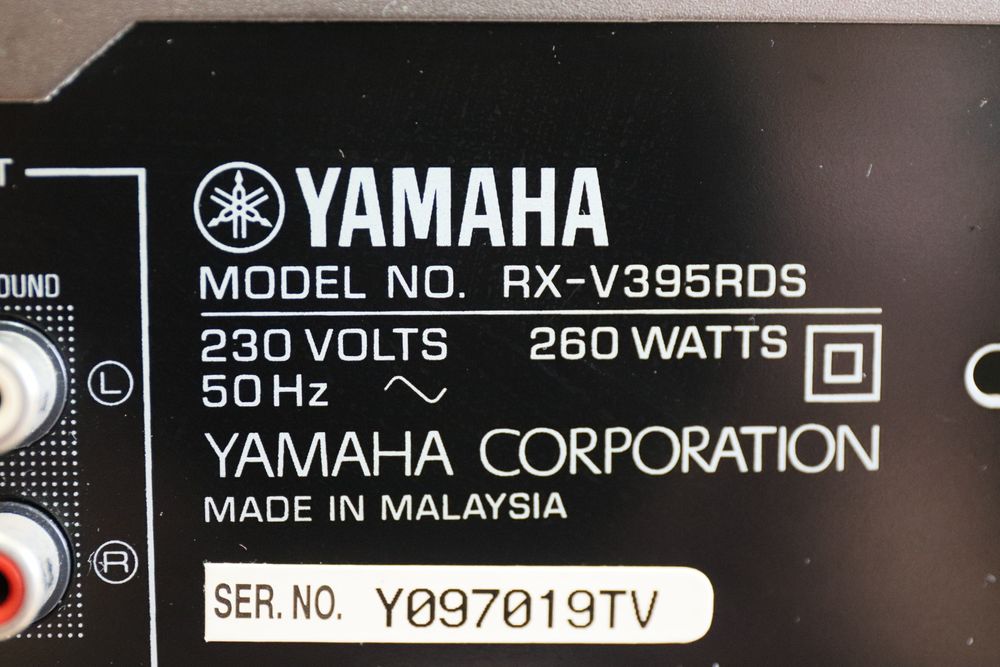 YAMAHA
MODEL NO. RX-V395RDS
230 VOLTS 260 WATTS
50 Hz
YAMAHA CORPORATION
MADE IN MALAYSIA
SER. NO. Y097019TV
L
R